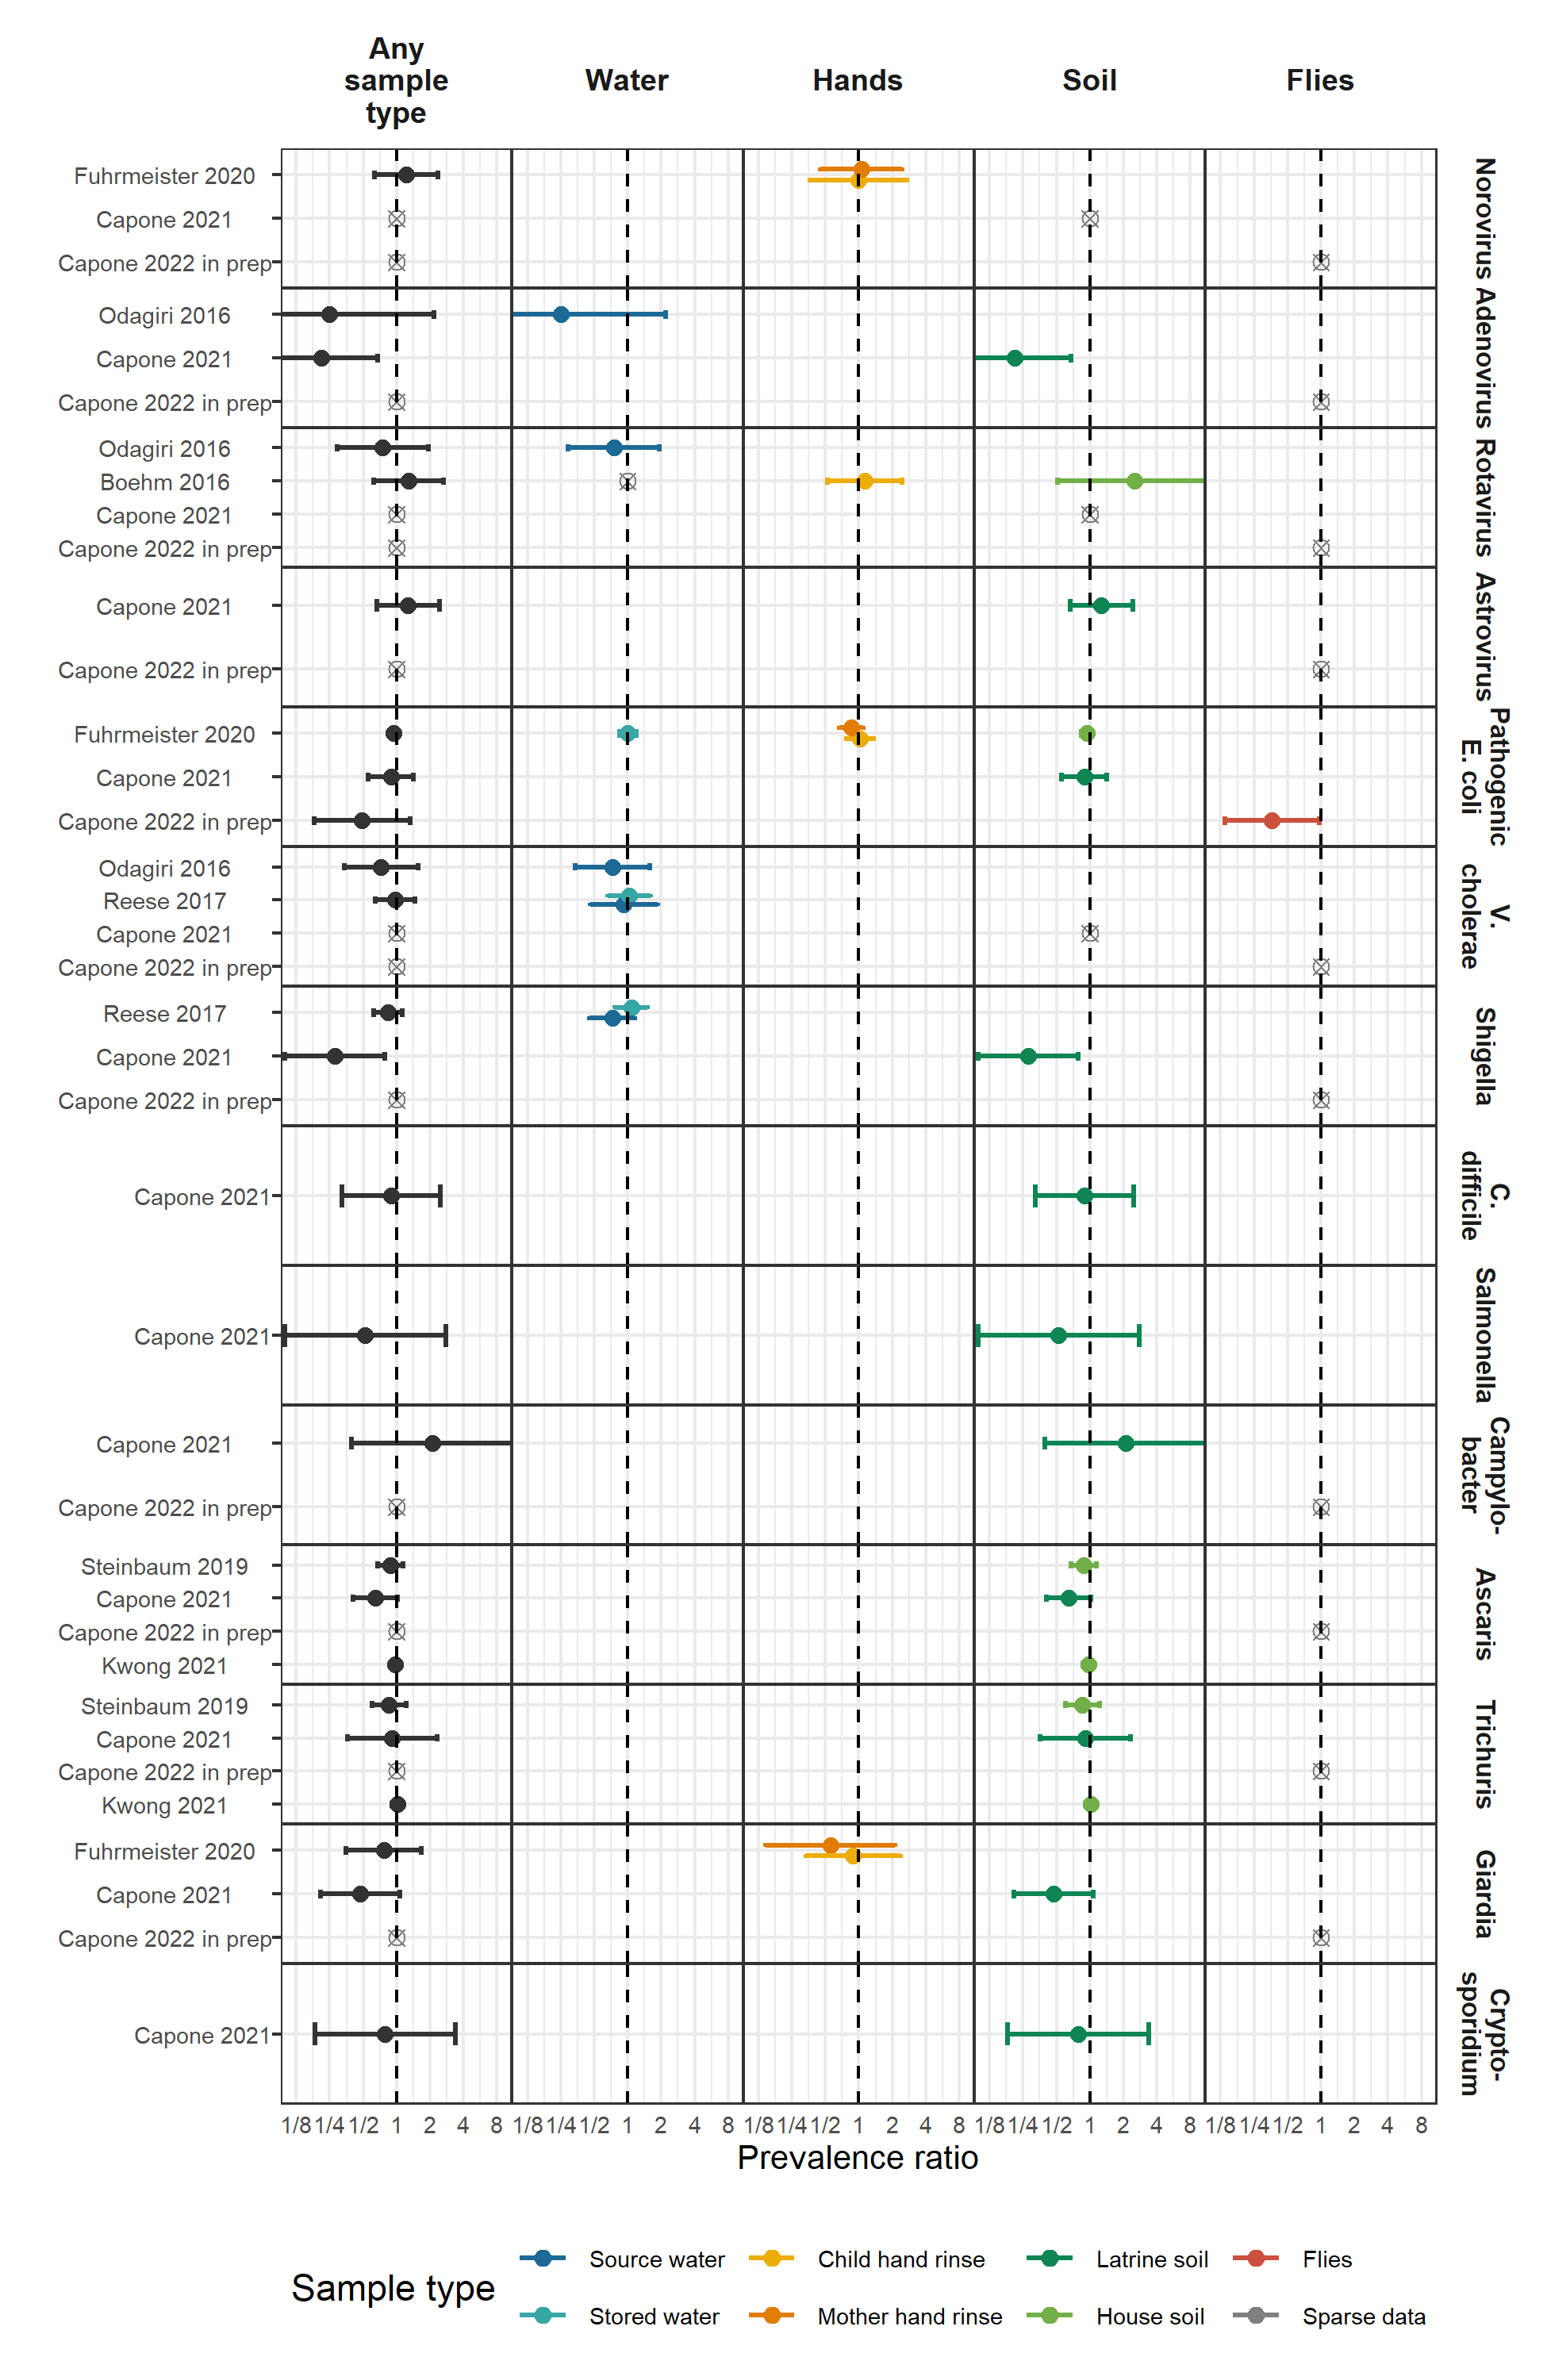 Any
sample
type
Water
Hands
Soil
Flies
Fuhrmeister 2020
Capone 2021
Capone 2022 in prep
Norovirus
Odagiri 2016
Capone 2021
Capone 2022 in prep
Adenovirus
Odagiri 2016
Boehm 2016
Capone 2021
Capone 2022 in prep
Rotavirus
Capone 2021
Capone 2022 in prep
Astrovirus
Fuhrmeister 2020
Capone 2021
Capone 2022 in prep
Pathogenic
E. coli
Odagiri 2016
Reese 2017
Capone 2021
Capone 2022 in prep
V.
cholerae
Reese 2017
Capone 2021
Capone 2022 in prep
Shigella
Capone 2021
C.
difficile
Capone 2021
Salmonella
Capone 2021
Capone 2022 in prep
Campylo-
bacter
Steinbaum 2019
Capone 2021
Capone 2022 in prep
Kwong 2021
Ascaris
Steinbaum 2019
Capone 2021
Capone 2022 in prep
Kwong 2021
Trichuris
Fuhrmeister 2020
Capone 2021
Capone 2022 in prep
Giardia
Capone 2021
Crypto-
sporidium
1/8 1/4 1/2 1 2 4 8 1/8 1/4 1/2 1 2 4 8 1/8 1/4 1/2 1 2 4 8 1/8 1/4 1/2 1 2 4 8 1/8 1/4 1/2 1 2 4 8
Prevalence ratio
Sample type
Source water
Child hand rinse
Latrine soil
Flies
Stored water
Mother hand rinse
House soil
Sparse data